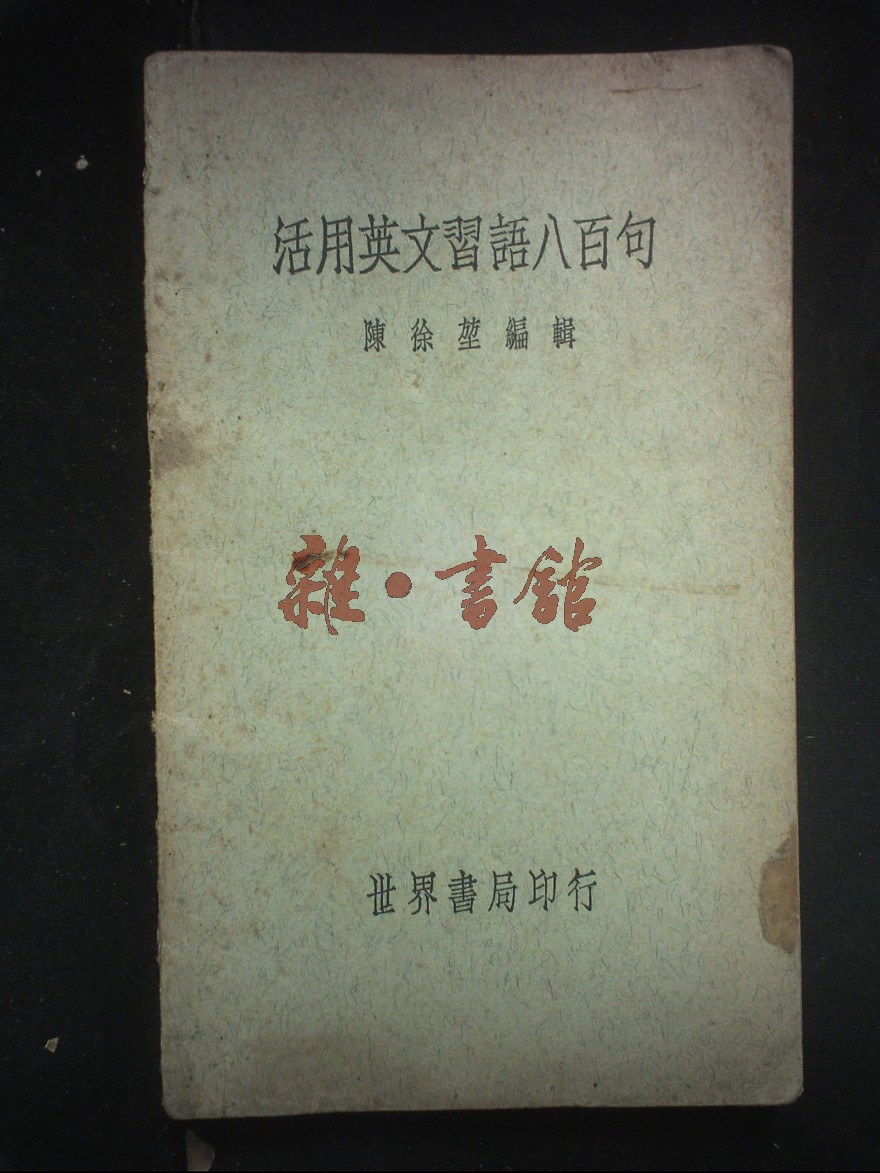 活用英文習語八百句
陳徐堃編輯
雜·書館
世界書局印行